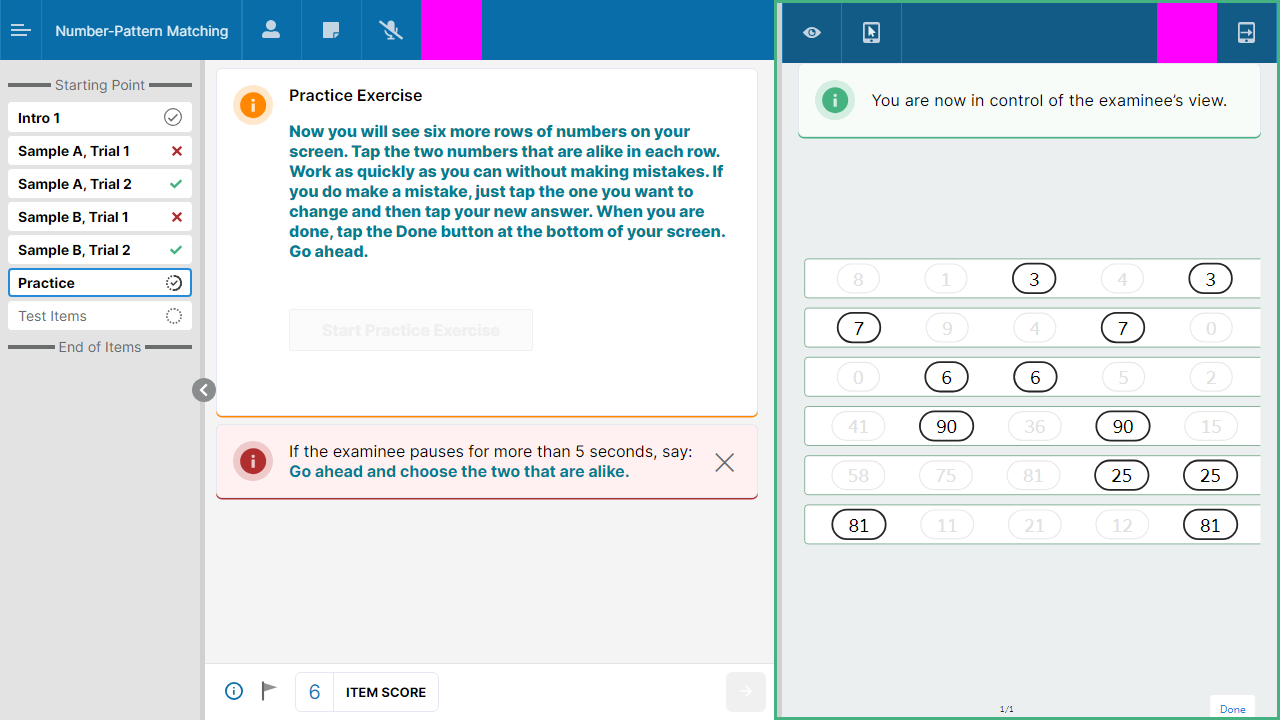 Number-Pattern Matching
Starting Point
Intro 1
Sample A, Trial 1
Sample A, Trial 2
Sample B, Trial 1
Sample B, Trial 2
Practice
Test Items
End of Items
Practice Exercise
Now you will see six more rows of numbers on your
screen. Tap the two numbers that are alike in each row.
Work as quickly as you can without making mistakes. If
you do make a mistake, just tap the one you want to
change and then tap your new answer. When you are
done, tap the Done button at the bottom of your screen.
Go ahead.
Start Practice Exercise
If the examinee pauses for more than 5 seconds, say:
Go ahead and choose the two that are alike.
6 ITEM SCORE
You are now in control of the examinee's view.
8 1 3 4 3
7 9 4 7 0
0 6 6 5 2
41 90 36 90 15
58 75 81 25 25
81 11 21 12 81
1/1
Done